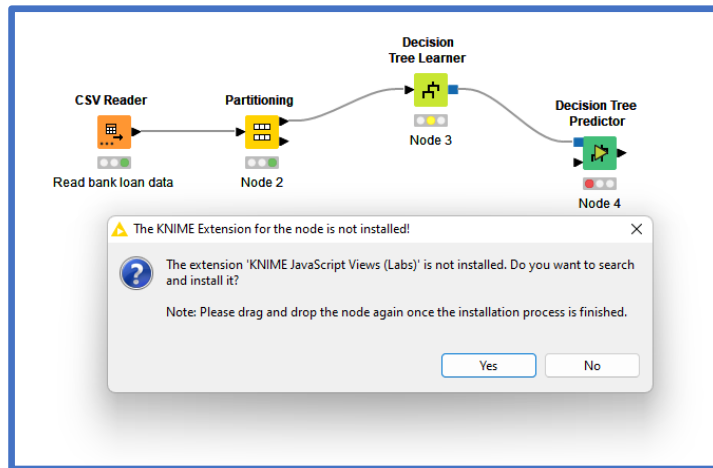 Decision
Tree Learner
CSV Reader
Partitioning
Decision Tree
Predictor
Node 3
Read bank loan data
Node 2
Node 4
The KNIME Extension for the node is not installed!
The extension 'KNIME JavaScript Views (Labs)' is not installed. Do you want to search
and install it?
Note: Please drag and drop the node again once the installation process is finished.
Yes
No